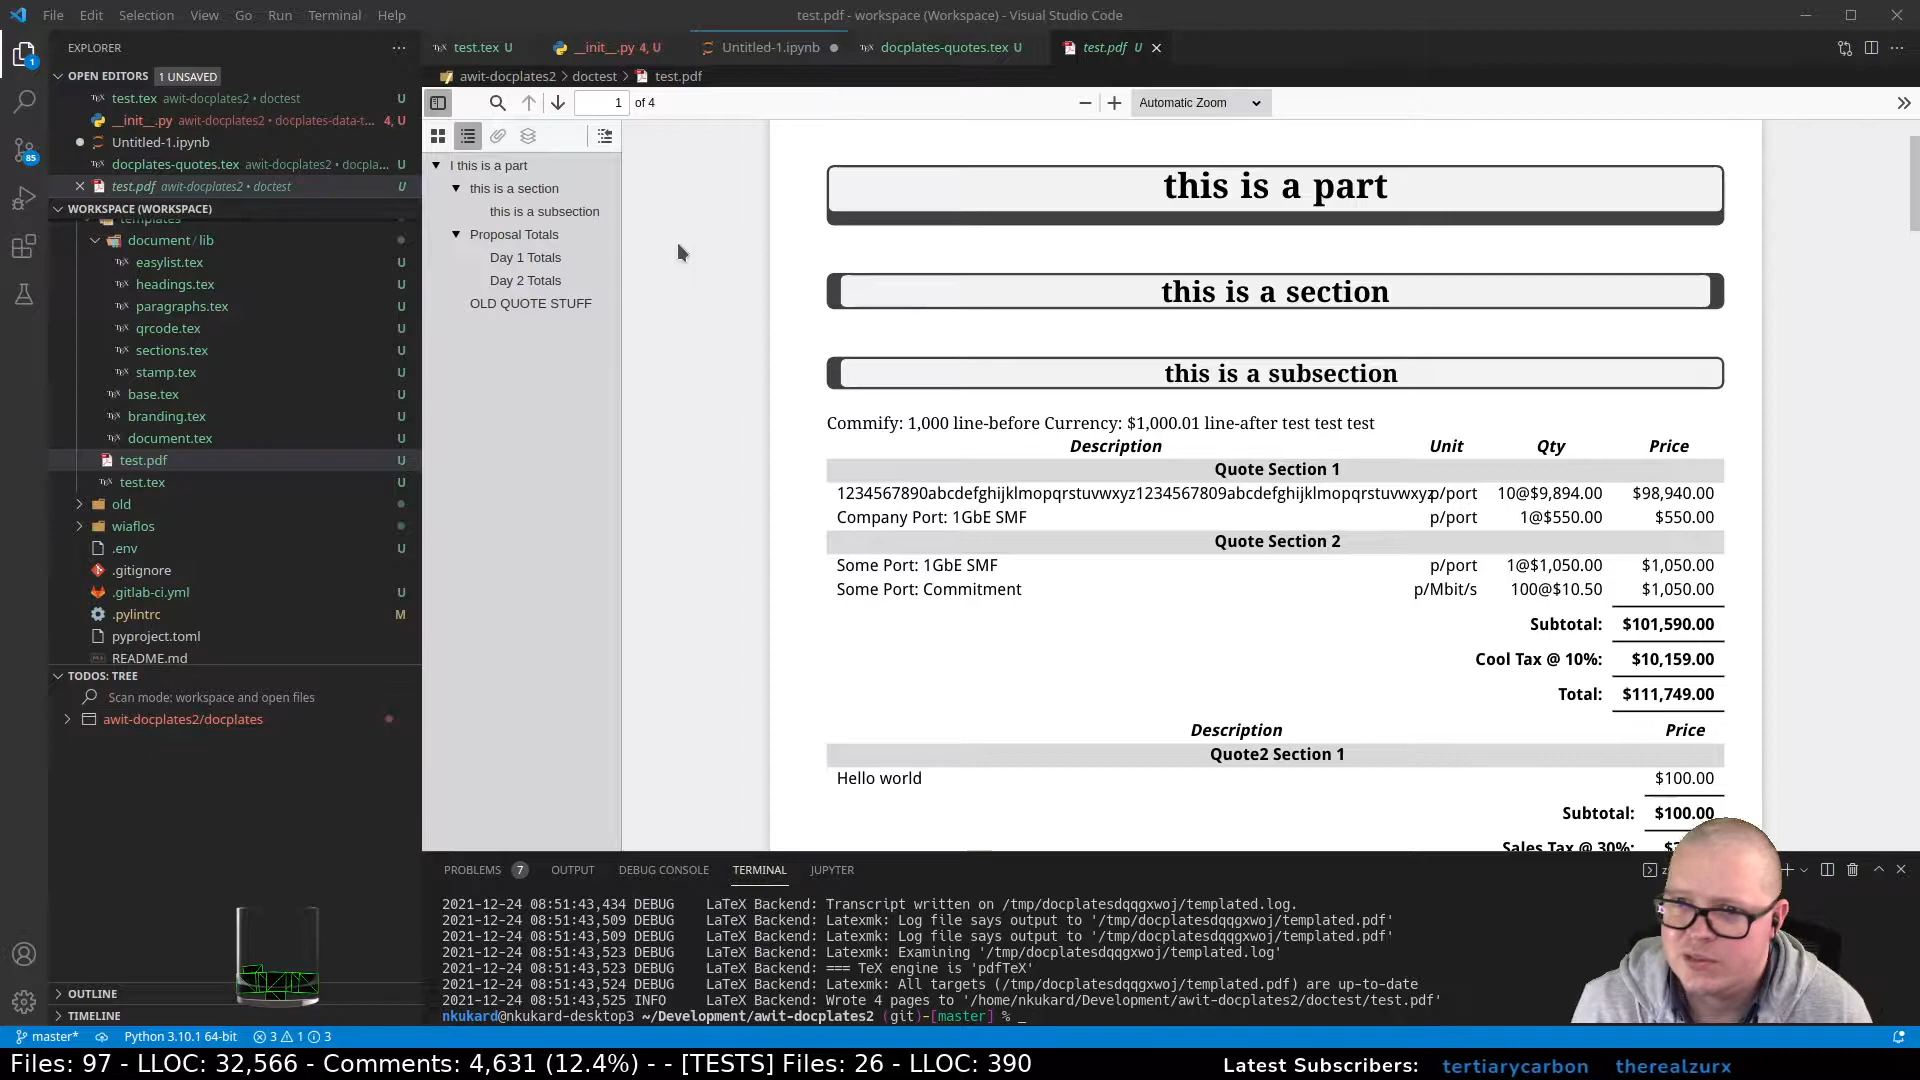 File Edit Selection View Go Run Terminal Help
test.pdf - workspace (Workspace) - Visual Studio Code
EXPLORER
test.tex U
__init__.py 4, U
Untitled-1.ipynb
docplates-quotes.tex U
test.pdf U
OPEN EDITORS 1 UNSAVED
awit-docplates2 > doctest > test.pdf
test.tex awit-docplates2 • doctest U
__init__.py awit-docplates2 • docplates-data-t... 4, U
Untitled-1.ipynb
docplates-quotes.tex awit-docplates2 • docpla... U
test.pdf awit-docplates2 • doctest U
WORKSPACE (WORKSPACE)
templates
document / lib
easylist.tex U
headings.tex U
paragraphs.tex U
qrcode.tex U
sections.tex U
stamp.tex U
base.tex U
branding.tex U
document.tex U
test.pdf U
test.tex U
old
wiaflos
.env U
.gitignore
.gitlab-ci.yml U
.pylintrc M
pyproject.toml
README.md
TODOS: TREE
Scan mode: workspace and open files
awit-docplates2/docplates
OUTLINE
TIMELINE
1
85
1 of 4
Automatic Zoom
I this is a part
this is a section
this is a subsection
Proposal Totals
Day 1 Totals
Day 2 Totals
OLD QUOTE STUFF
this is a part
this is a section
this is a subsection
Commify: 1,000 line-before Currency: $1,000.01 line-after test test test
Description Unit Qty Price
Quote Section 1
1234567890abcdefghijklmopqrstuvwxyz1234567809abcdefghijklmopqrstuvwxyz p/port 10@$9,894.00 $98,940.00
Company Port: 1GbE SMF p/port 1@$550.00 $550.00
Quote Section 2
Some Port: 1GbE SMF p/port 1@$1,050.00 $1,050.00
Some Port: Commitment p/Mbit/s 100@$10.50 $1,050.00
Subtotal: $101,590.00
Cool Tax @ 10%: $10,159.00
Total: $111,749.00
Description Price
Quote2 Section 1
Hello world $100.00
Subtotal: $100.00
Sales Tax @ 30%:
PROBLEMS 7 OUTPUT DEBUG CONSOLE TERMINAL JUPYTER
2021-12-24 08:51:43,434 DEBUG LaTeX Backend: Transcript written on /tmp/docplatesdqqgxwoj/templated.log.
2021-12-24 08:51:43,509 DEBUG LaTeX Backend: Latexmk: Log file says output to '/tmp/docplatesdqqgxwoj/templated.pdf'
2021-12-24 08:51:43,509 DEBUG LaTeX Backend: Latexmk: Log file says output to '/tmp/docplatesdqqgxwoj/templated.pdf'
2021-12-24 08:51:43,523 DEBUG LaTeX Backend: Latexmk: Examining '/tmp/docplatesdqqgxwoj/templated.log'
2021-12-24 08:51:43,523 DEBUG LaTeX Backend: === TeX engine is 'pdfTeX'
2021-12-24 08:51:43,524 DEBUG LaTeX Backend: Latexmk: All targets (/tmp/docplatesdqqgxwoj/templated.pdf) are up-to-date
2021-12-24 08:51:43,525 INFO LaTeX Backend: Wrote 4 pages to '/home/nkukard/Development/awit-docplates2/doctest/test.pdf'
nkukard@nkukard-desktop3 ~/Development/awit-docplates2 (git)-[master] % _
master* Python 3.10.1 64-bit 3 1 3
Files: 97 - LLOC: 32,566 - Comments: 4,631 (12.4%) - - [TESTS] Files: 26 - LLOC: 390
Latest Subscribers: tertiarycarbon therealzurx